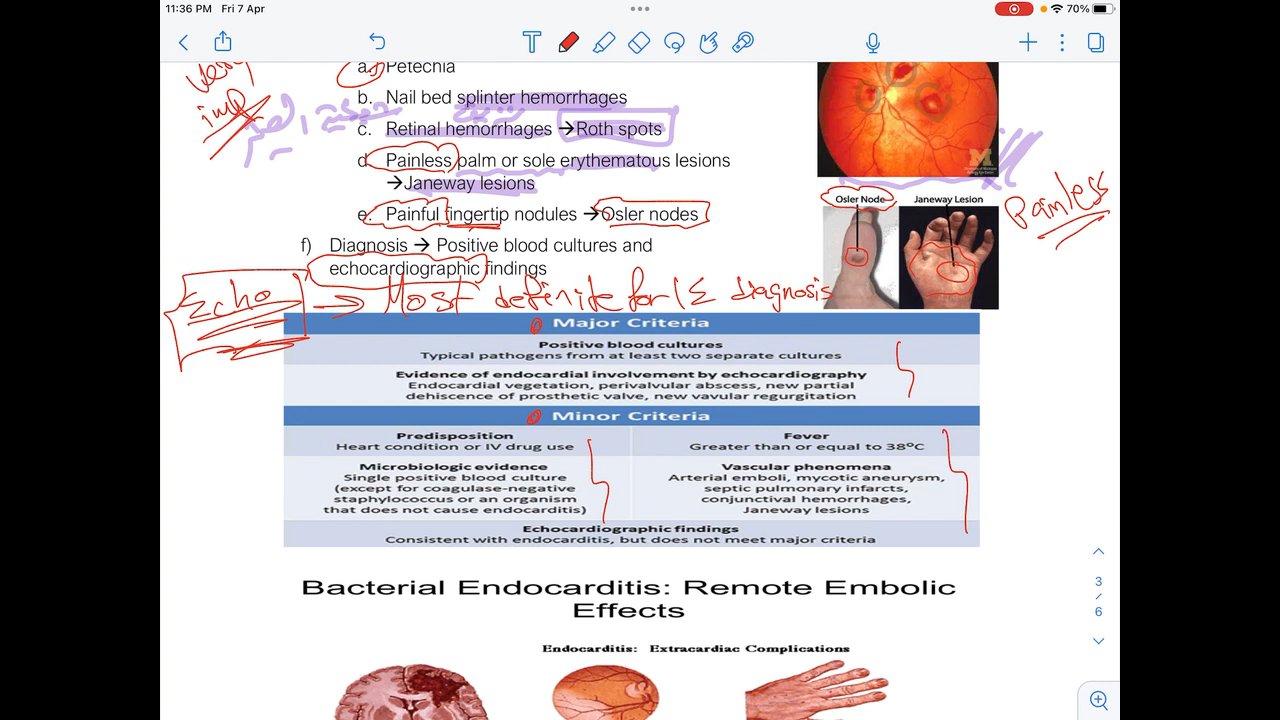 11:36 PM Fri 7 Apr
70%
very
imp
a. Petechia
b. Nail bed splinter hemorrhages
c. Retinal hemorrhages → Roth spots
d. Painless palm or sole erythematous lesions
→ Janeway lesions
e. Painful fingertip nodules → Osler nodes
f) Diagnosis → Positive blood cultures and
echocardiographic findings
Osler Node
Janeway Lesion
Painless
Echo → Most definite for IE diagnosis
Major Criteria
Positive blood cultures
Typical pathogens from at least two separate cultures
Evidence of endocardial involvement by echocardiography
Endocardial vegetation, perivalvular abscess, new partial
dehiscence of prosthetic valve, new vavular regurgitation
Minor Criteria
Predisposition
Heart condition or IV drug use
Fever
Greater than or equal to 38ºC
Microbiologic evidence
Single positive blood culture
(except for coagulase-negative
staphylococcus or an organism
that does not cause endocarditis)
Vascular phenomena
Arterial emboli, mycotic aneurysm,
septic pulmonary infarcts,
conjunctival hemorrhages,
Janeway lesions
Echocardiographic findings
Consistent with endocarditis, but does not meet major criteria
Bacterial Endocarditis: Remote Embolic
Effects
Endocarditis: Extracardiac Complications
3
/
6